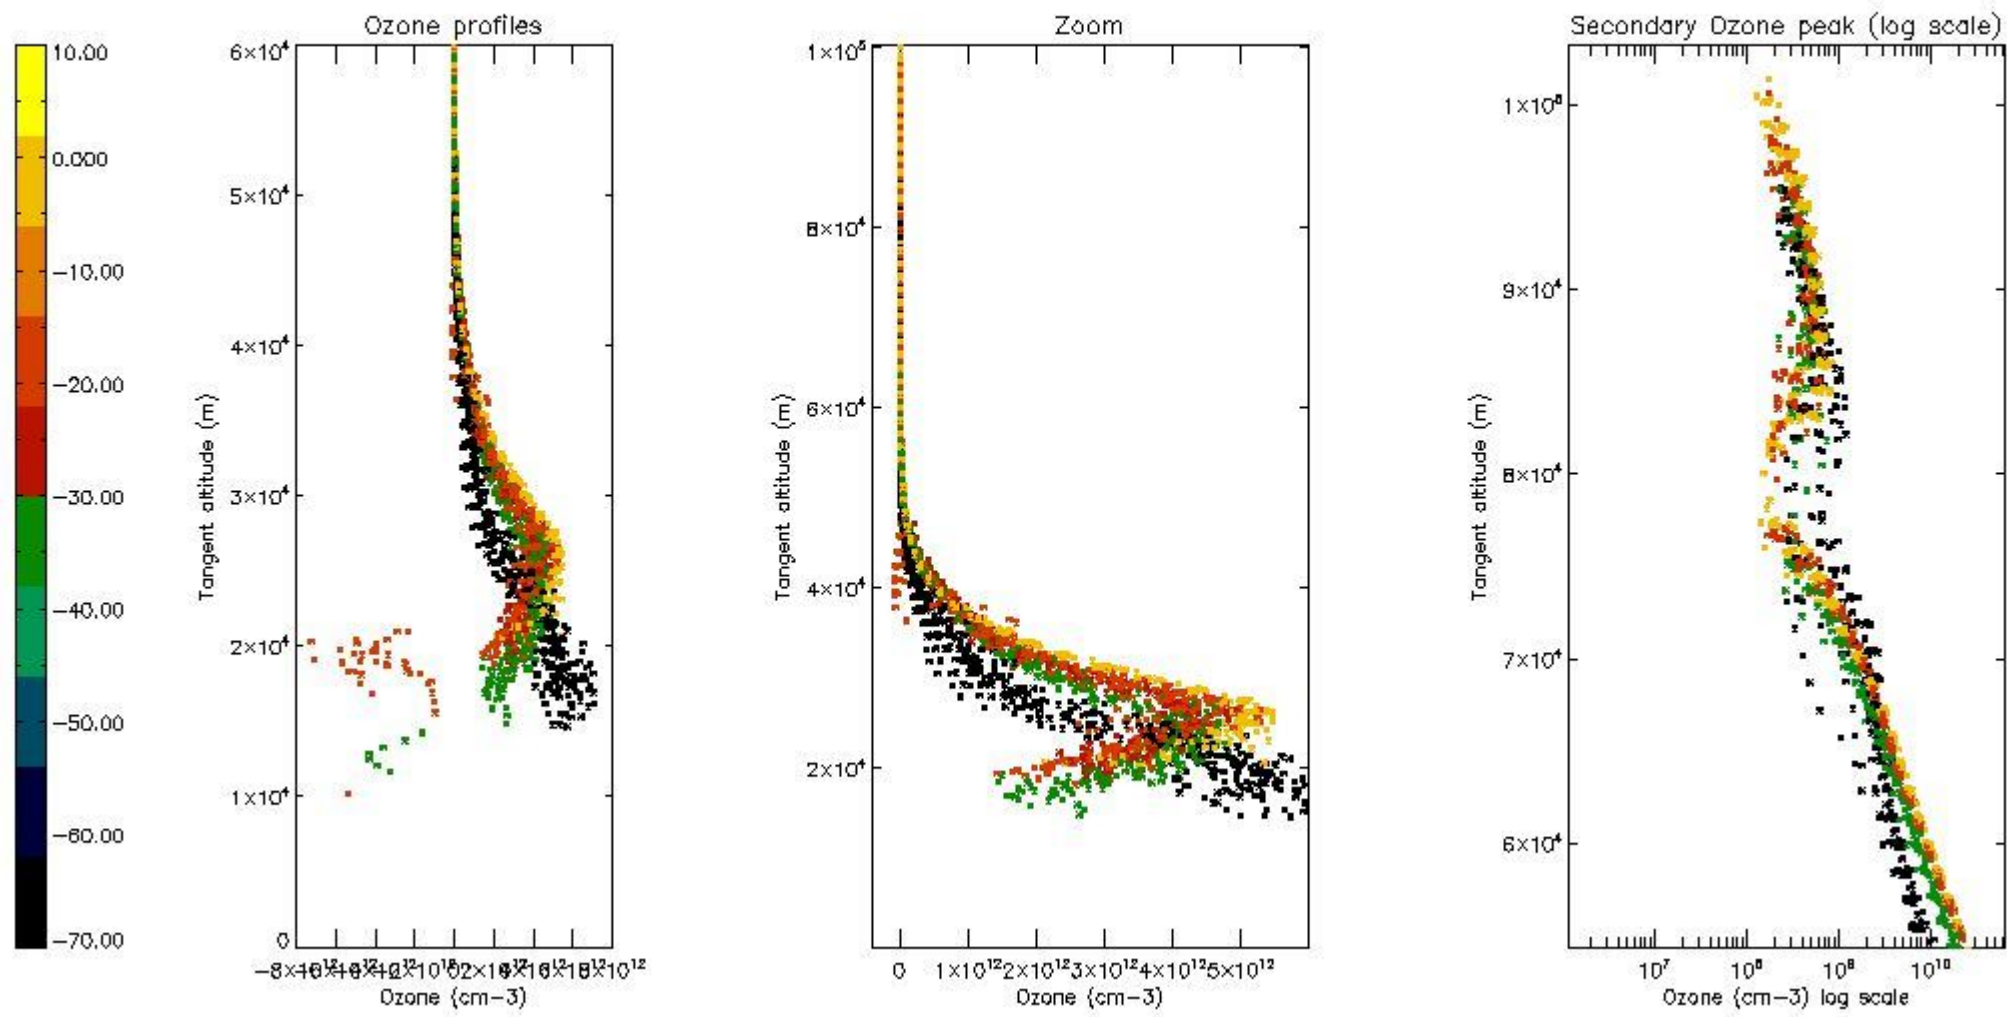 Ozone profiles
Zoom
Secondary Ozone peak (log scale)
10.00
0.000
−10.00
−20.00
−30.00
−40.00
−50.00
−60.00
−70.00
6×10⁴
5×10⁴
4×10⁴
3×10⁴
2×10⁴
1×10⁴
0
Tangent altitude (m)
Ozone (cm−3)
1×10⁵
8×10⁴
6×10⁴
4×10⁴
2×10⁴
Tangent altitude (m)
0 1×10¹² 2×10¹² 3×10¹² 4×10¹² 5×10¹²
Ozone (cm−3)
1×10⁵
9×10⁴
8×10⁴
7×10⁴
6×10⁴
Tangent altitude (m)
10⁷ 10⁸ 10⁹ 10¹⁰
Ozone (cm−3) log scale